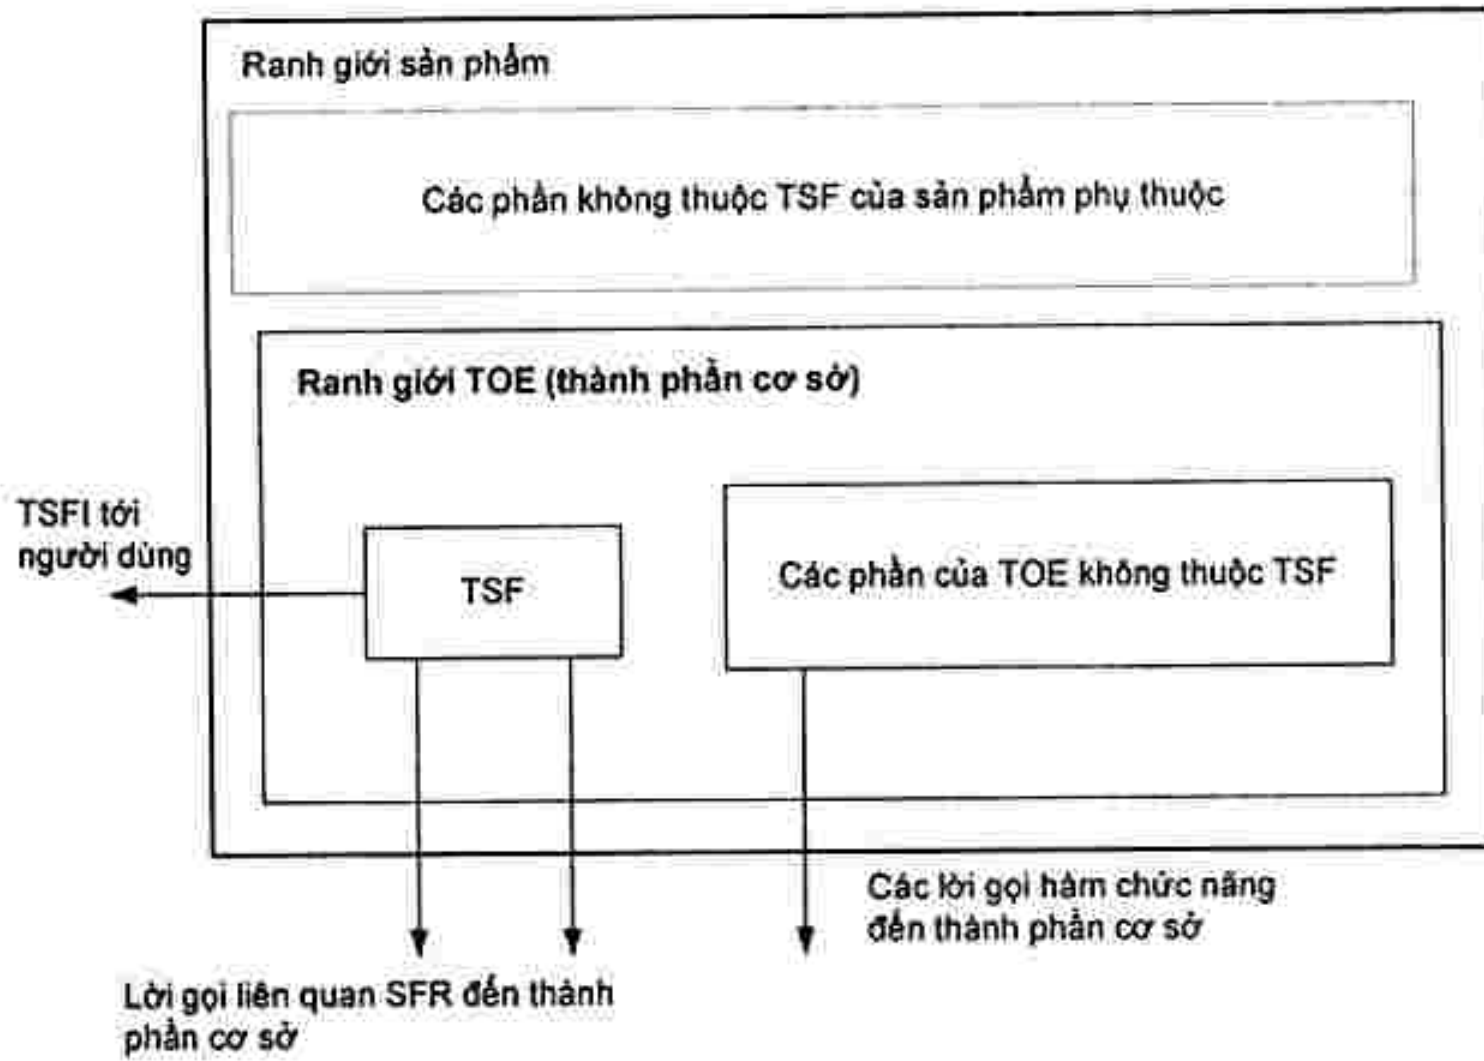 Ranh giới sản phẩm
Các phần không thuộc TSF của sản phẩm phụ thuộc
Ranh giới TOE (thành phần cơ sở)
TSFI tới
người dùng
TSF
Các phần của TOE không thuộc TSF
Các lời gọi hàm chức năng
đến thành phần cơ sở
Lời gọi liên quan SFR đến thành
phần cơ sở